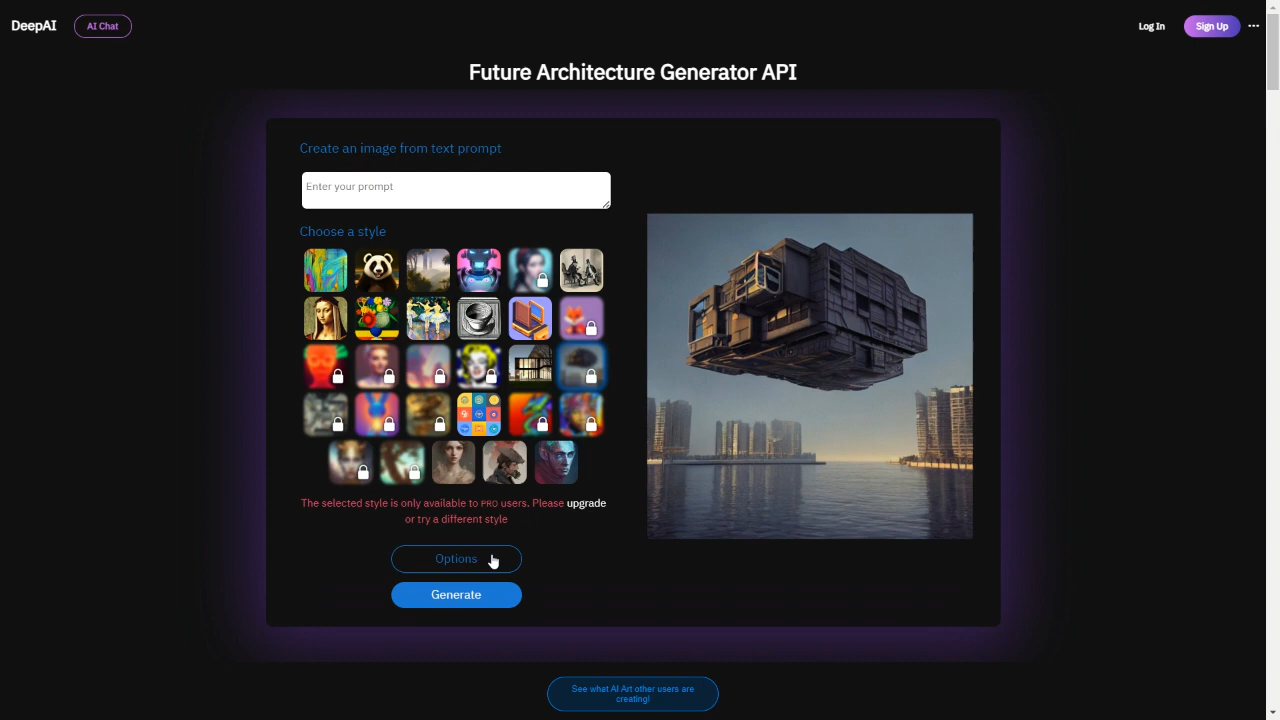 DeepAI
AI Chat
Log In
Sign Up
Future Architecture Generator API
Create an image from text prompt
Enter your prompt
Choose a style
The selected style is only available to PRO users. Please upgrade
or try a different style
Options
Generate
See what AI Art other users are
creating!